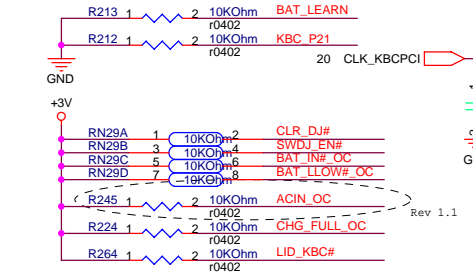 R213 1 2 10KOhm BAT_LEARN
r0402
R212 1 2 10KOhm KBC_P21
r0402
20 CLK_KBCPCI
GND
+3V
RN29A 1 10KOhm 2 CLR_DJ#
RN29B 3 10KOhm 4 SWDJ_EN#
RN29C 5 10KOhm 6 BAT_IN#_OC
RN29D 7 10KOhm 8 BAT_LLOW#_OC
R245 1 2 10KOhm ACIN_OC
r0402
Rev 1.1
R224 1 2 10KOhm CHG_FULL_OC
r0402
R264 1 2 10KOhm LID_KBC#
r0402